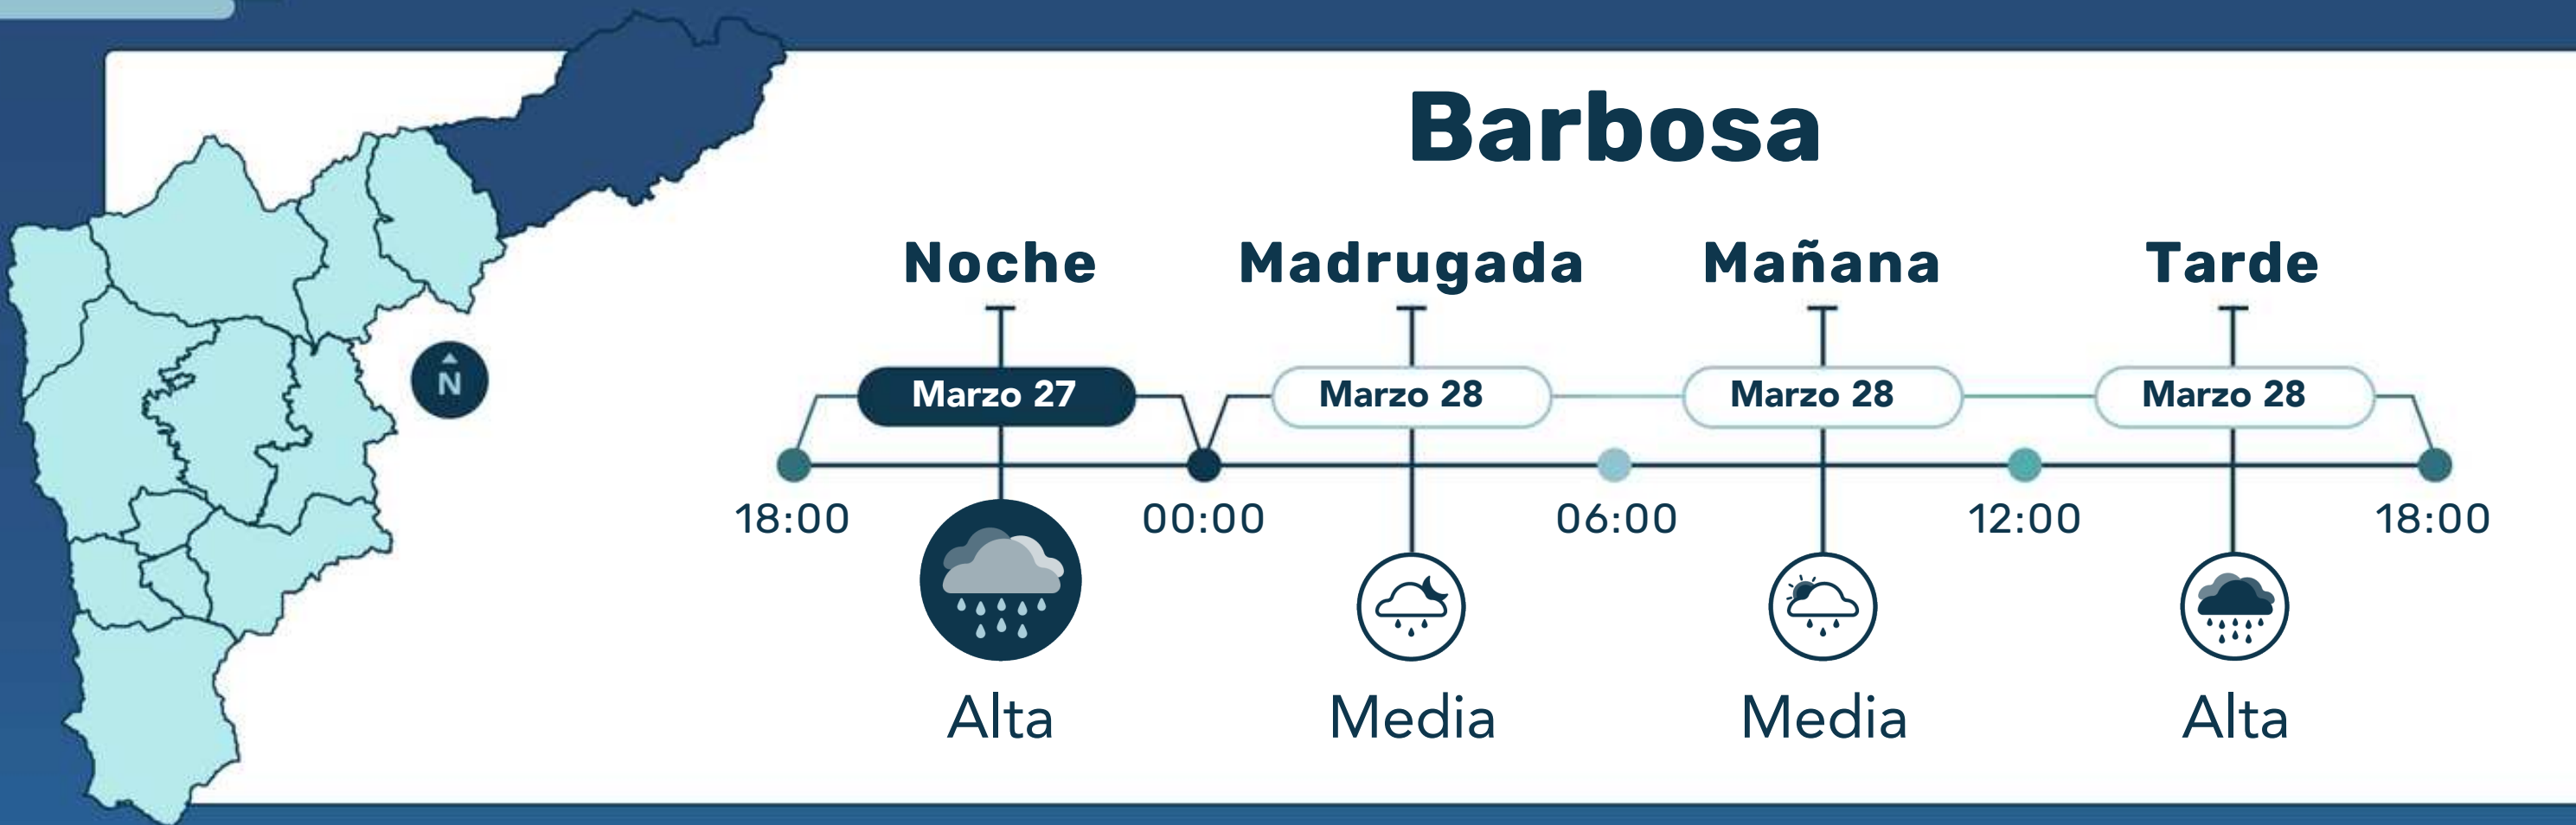 Barbosa
Noche Madrugada Mañana Tarde
N
Marzo 27 Marzo 28 Marzo 28 Marzo 28
18:00 00:00 06:00 12:00 18:00
Alta Media Media Alta